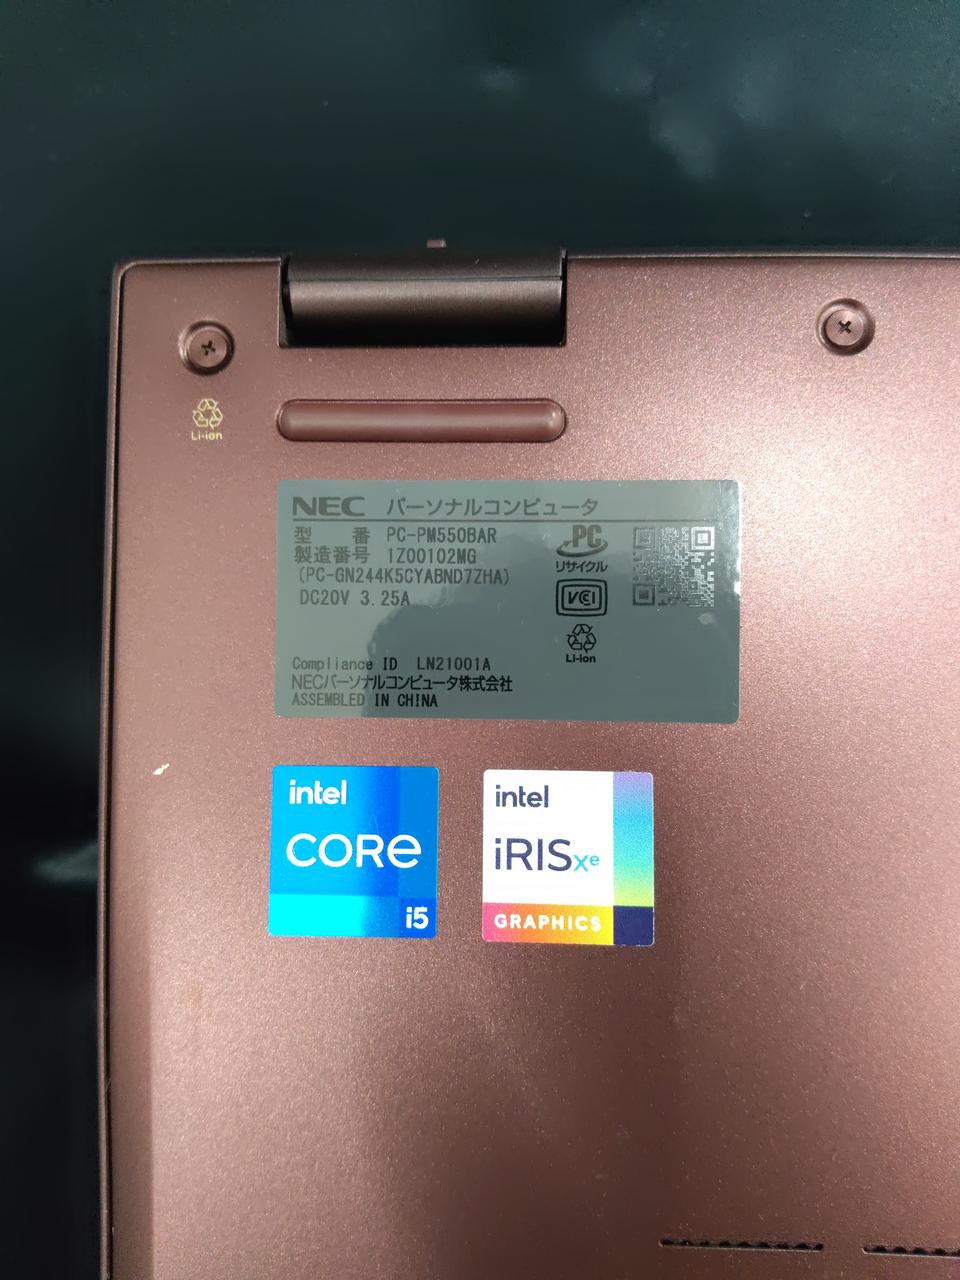 Li-ion
NEC パーソナルコンピュータ
型 番 PC-PM550BAR
製造番号 1Z00102MG
(PC-GN244K5CYABND7ZHA)
DC20V 3.25A
PC
リサイクル
VCCI
Li-ion
Compliance ID LN21001A
NECパーソナルコンピュータ株式会社
ASSEMBLED IN CHINA
intel
CORe
i5
intel
iRISxe
GRAPHICS